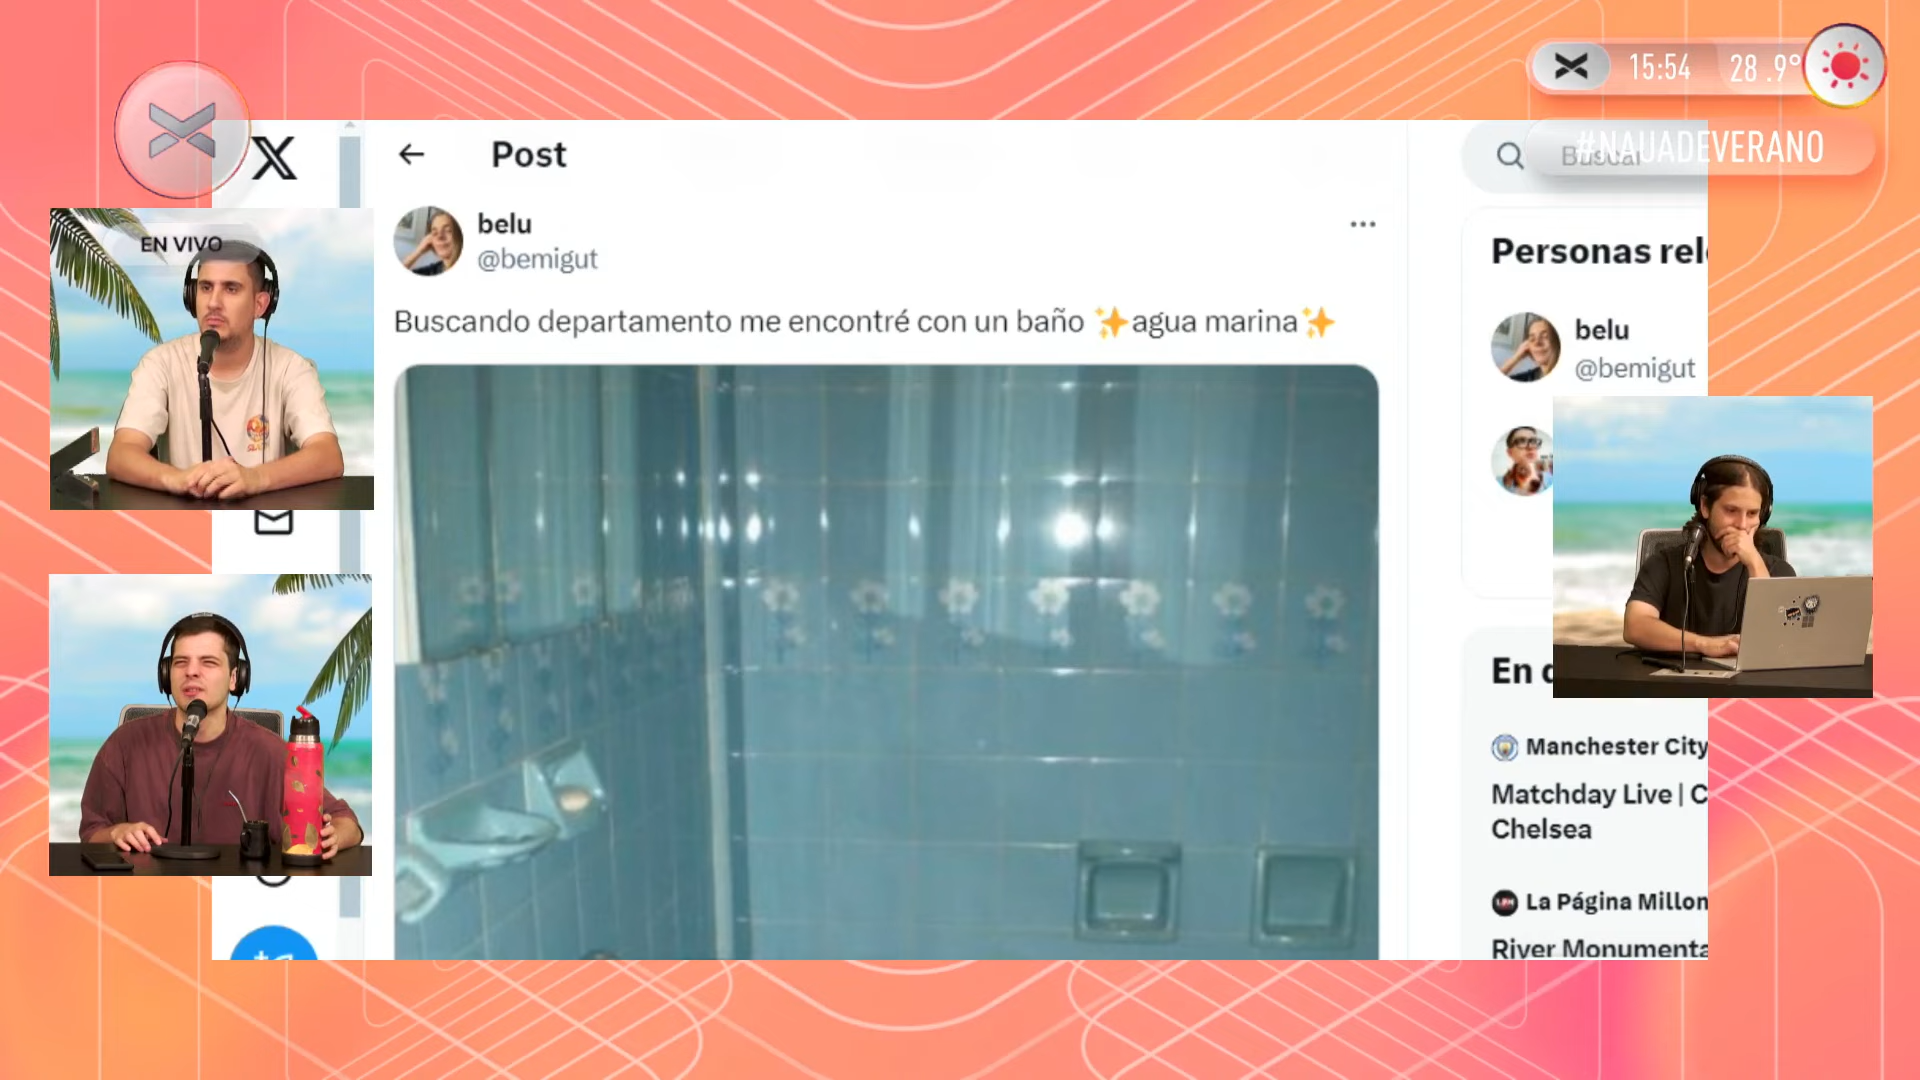 15:54 28.9°
#NAUADEVERANO
EN VIVO
Post
Buscar
belu
@bemigut
Buscando departamento me encontré con un baño ✨agua marina✨
Personas rel
belu
@bemigut
En d
Manchester City
Matchday Live | C
Chelsea
La Página Millon
River Monumenta